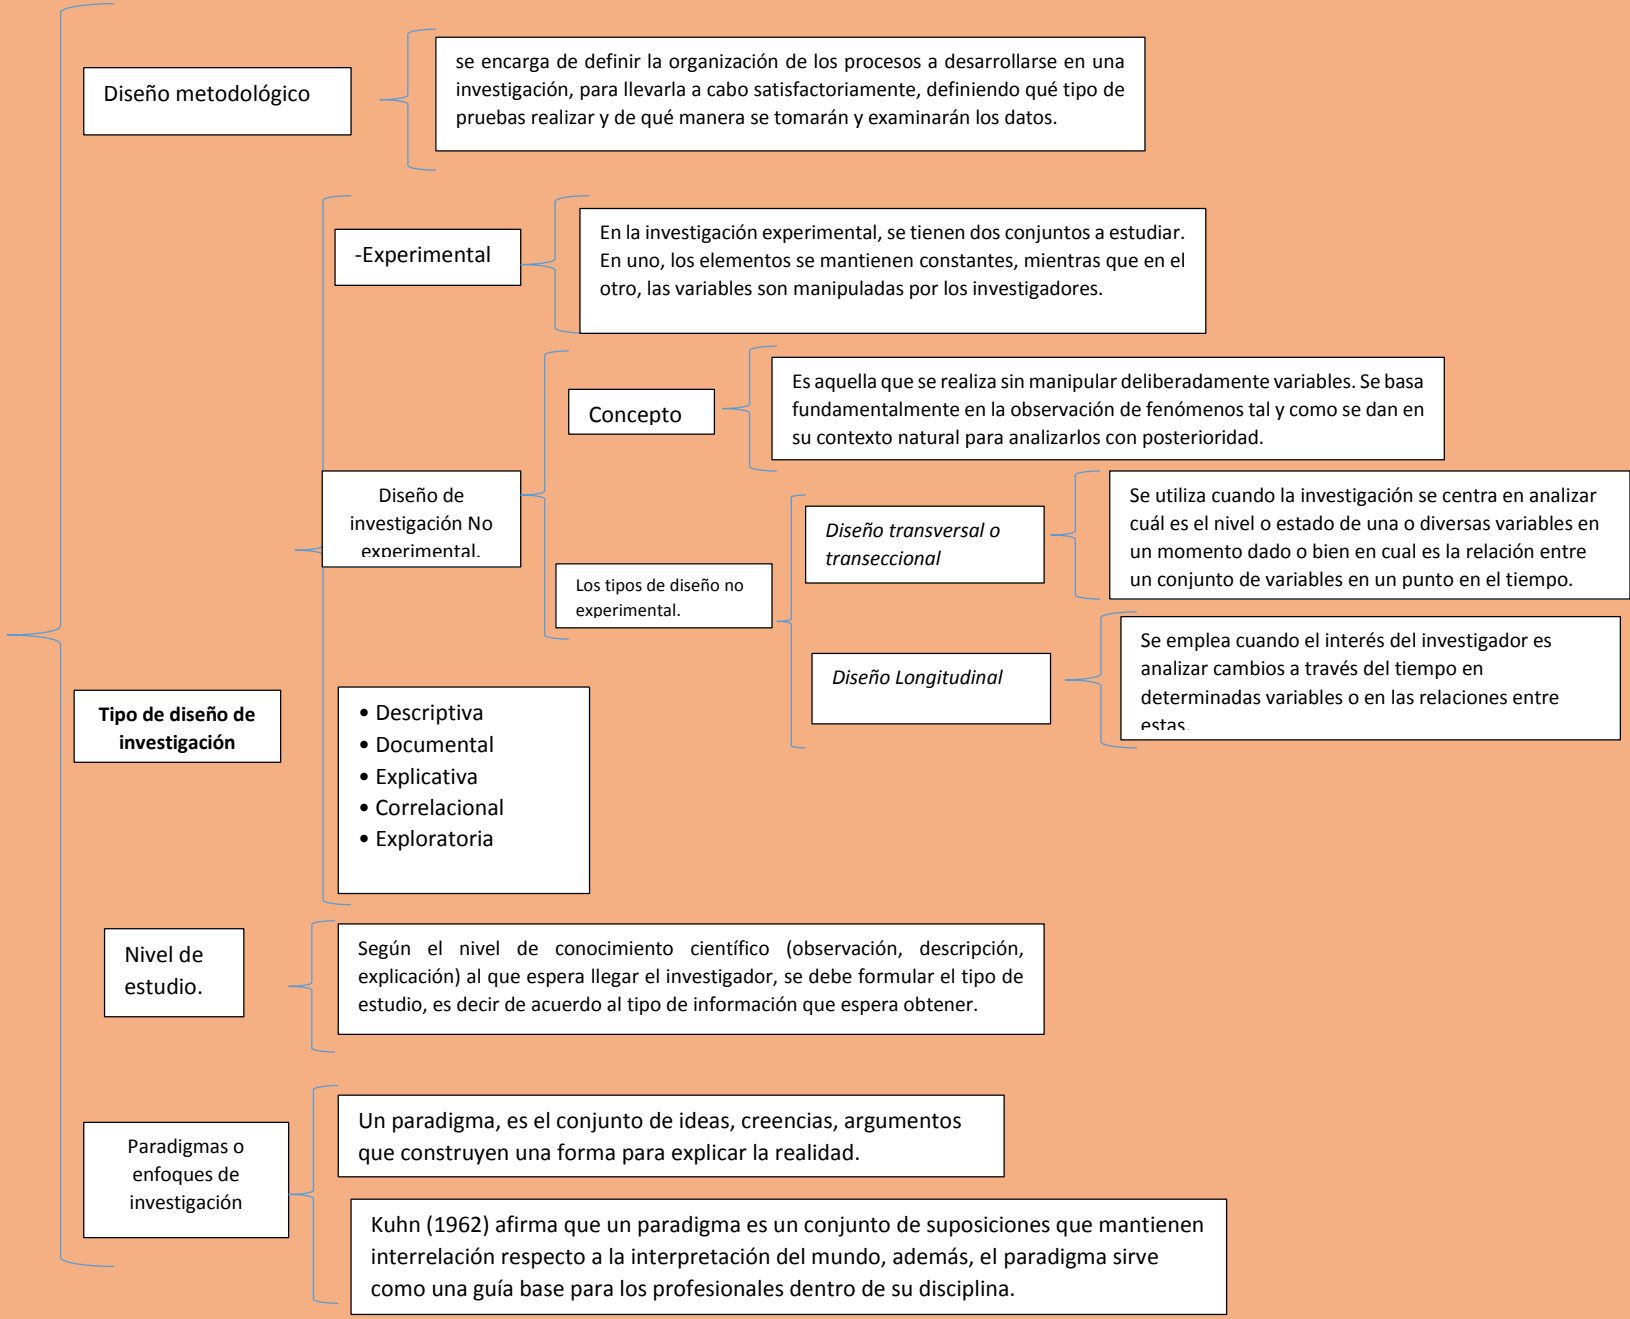 Diseño metodológico
se encarga de definir la organización de los procesos a desarrollarse en una
investigación, para llevarla a cabo satisfactoriamente, definiendo qué tipo de
pruebas realizar y de qué manera se tomarán y examinarán los datos.
Tipo de diseño de
investigación
-Experimental
En la investigación experimental, se tienen dos conjuntos a estudiar.
En uno, los elementos se mantienen constantes, mientras que en el
otro, las variables son manipuladas por los investigadores.
Diseño de
investigación No
experimental.
Concepto
Es aquella que se realiza sin manipular deliberadamente variables. Se basa
fundamentalmente en la observación de fenómenos tal y como se dan en
su contexto natural para analizarlos con posterioridad.
Los tipos de diseño no
experimental.
Diseño transversal o
transeccional
Se utiliza cuando la investigación se centra en analizar
cuál es el nivel o estado de una o diversas variables en
un momento dado o bien en cual es la relación entre
un conjunto de variables en un punto en el tiempo.
Diseño Longitudinal
Se emplea cuando el interés del investigador es
analizar cambios a través del tiempo en
determinadas variables o en las relaciones entre
estas.
• Descriptiva
• Documental
• Explicativa
• Correlacional
• Exploratoria
Nivel de
estudio.
Según el nivel de conocimiento científico (observación, descripción,
explicación) al que espera llegar el investigador, se debe formular el tipo de
estudio, es decir de acuerdo al tipo de información que espera obtener.
Paradigmas o
enfoques de
investigación
Un paradigma, es el conjunto de ideas, creencias, argumentos
que construyen una forma para explicar la realidad.
Kuhn (1962) afirma que un paradigma es un conjunto de suposiciones que mantienen
interrelación respecto a la interpretación del mundo, además, el paradigma sirve
como una guía base para los profesionales dentro de su disciplina.